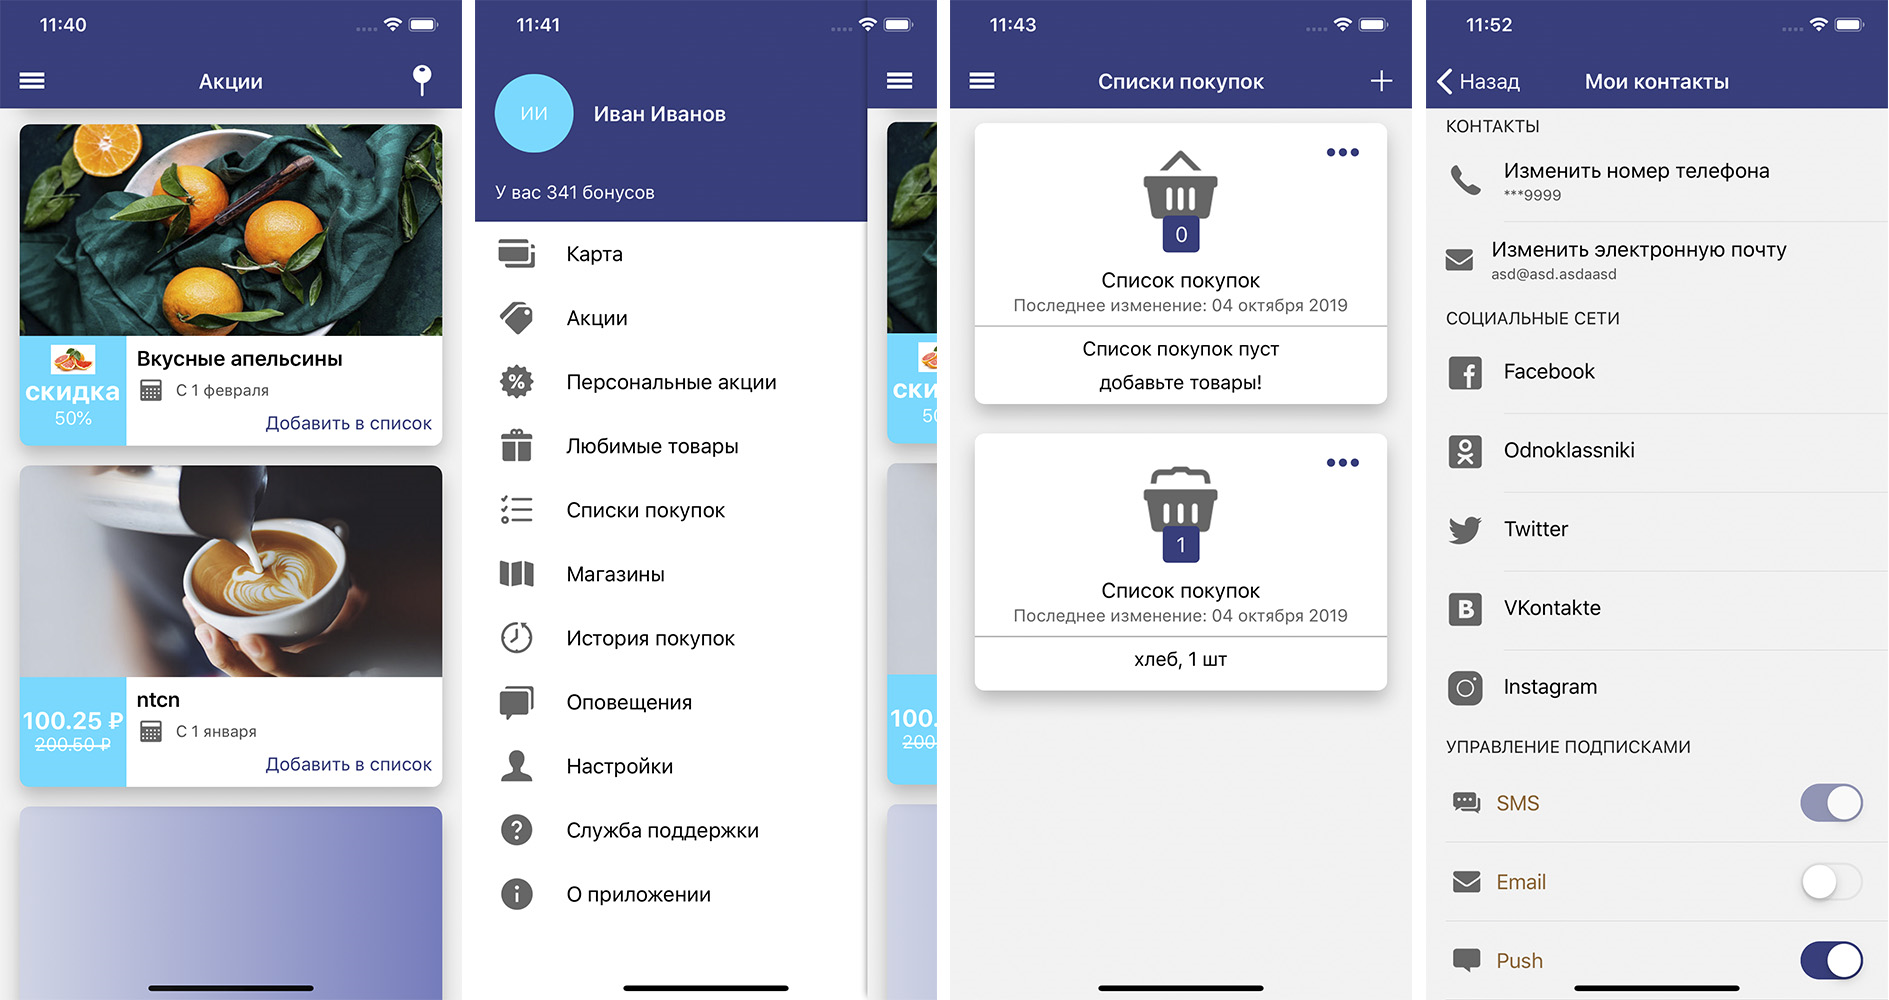 11:40
Акции
Вкусные апельсины
скидка
50%
С 1 февраля
Добавить в список
ntcn
100.25 ₽
200.50 ₽
С 1 января
Добавить в список
11:41
ИИ
Иван Иванов
У вас 341 бонусов
Карта
Акции
Персональные акции
Любимые товары
Списки покупок
Магазины
История покупок
Оповещения
Настройки
Служба поддержки
О приложении
ски
50
100.
200
11:43
Списки покупок
0
Список покупок
Последнее изменение: 04 октября 2019
Список покупок пуст
добавьте товары!
1
Список покупок
Последнее изменение: 04 октября 2019
хлеб, 1 шт
11:52
Назад
Мои контакты
КОНТАКТЫ
Изменить номер телефона
***9999
Изменить электронную почту
asd@asd.asdaasd
СОЦИАЛЬНЫЕ СЕТИ
Facebook
Odnoklassniki
Twitter
VKontakte
Instagram
УПРАВЛЕНИЕ ПОДПИСКАМИ
SMS
Email
Push